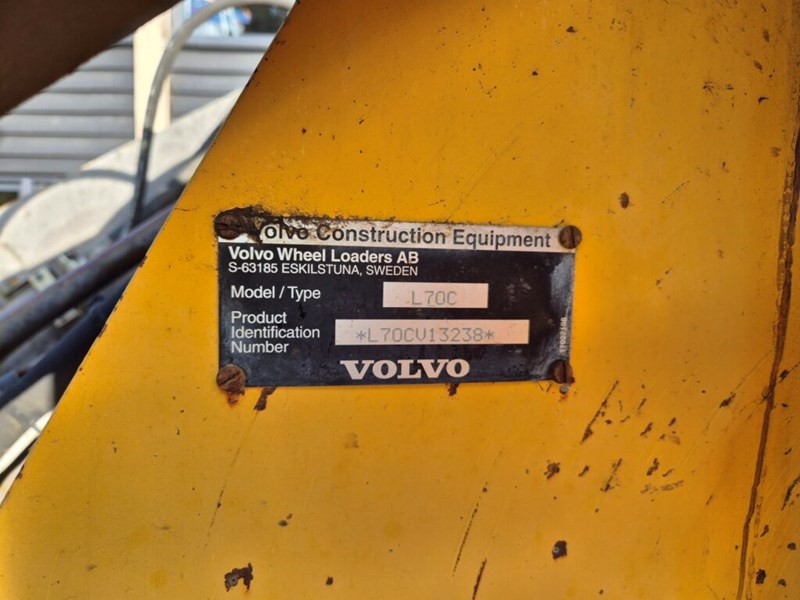 Volvo Construction Equipment
Volvo Wheel Loaders AB
S-63185 ESKILSTUNA, SWEDEN
Model / Type L70C
Product
Identification
Number
*L70CV13238*
VOLVO